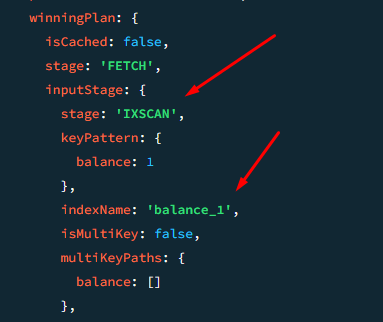 winningPlan: {
isCached: false,
stage: 'FETCH',
inputStage: {
stage: 'IXSCAN',
keyPattern: {
balance: 1
},
indexName: 'balance_1',
isMultiKey: false,
multiKeyPaths: {
balance: []
},